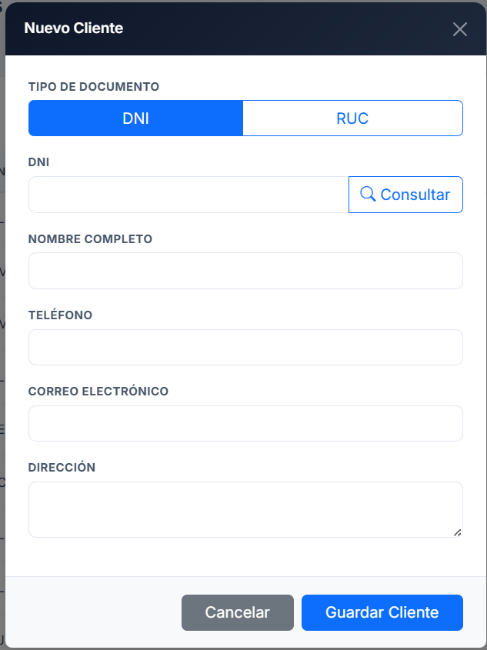 Nuevo Cliente
TIPO DE DOCUMENTO
DNI RUC
DNI
Consultar
NOMBRE COMPLETO
TELÉFONO
CORREO ELECTRÓNICO
DIRECCIÓN
Cancelar Guardar Cliente